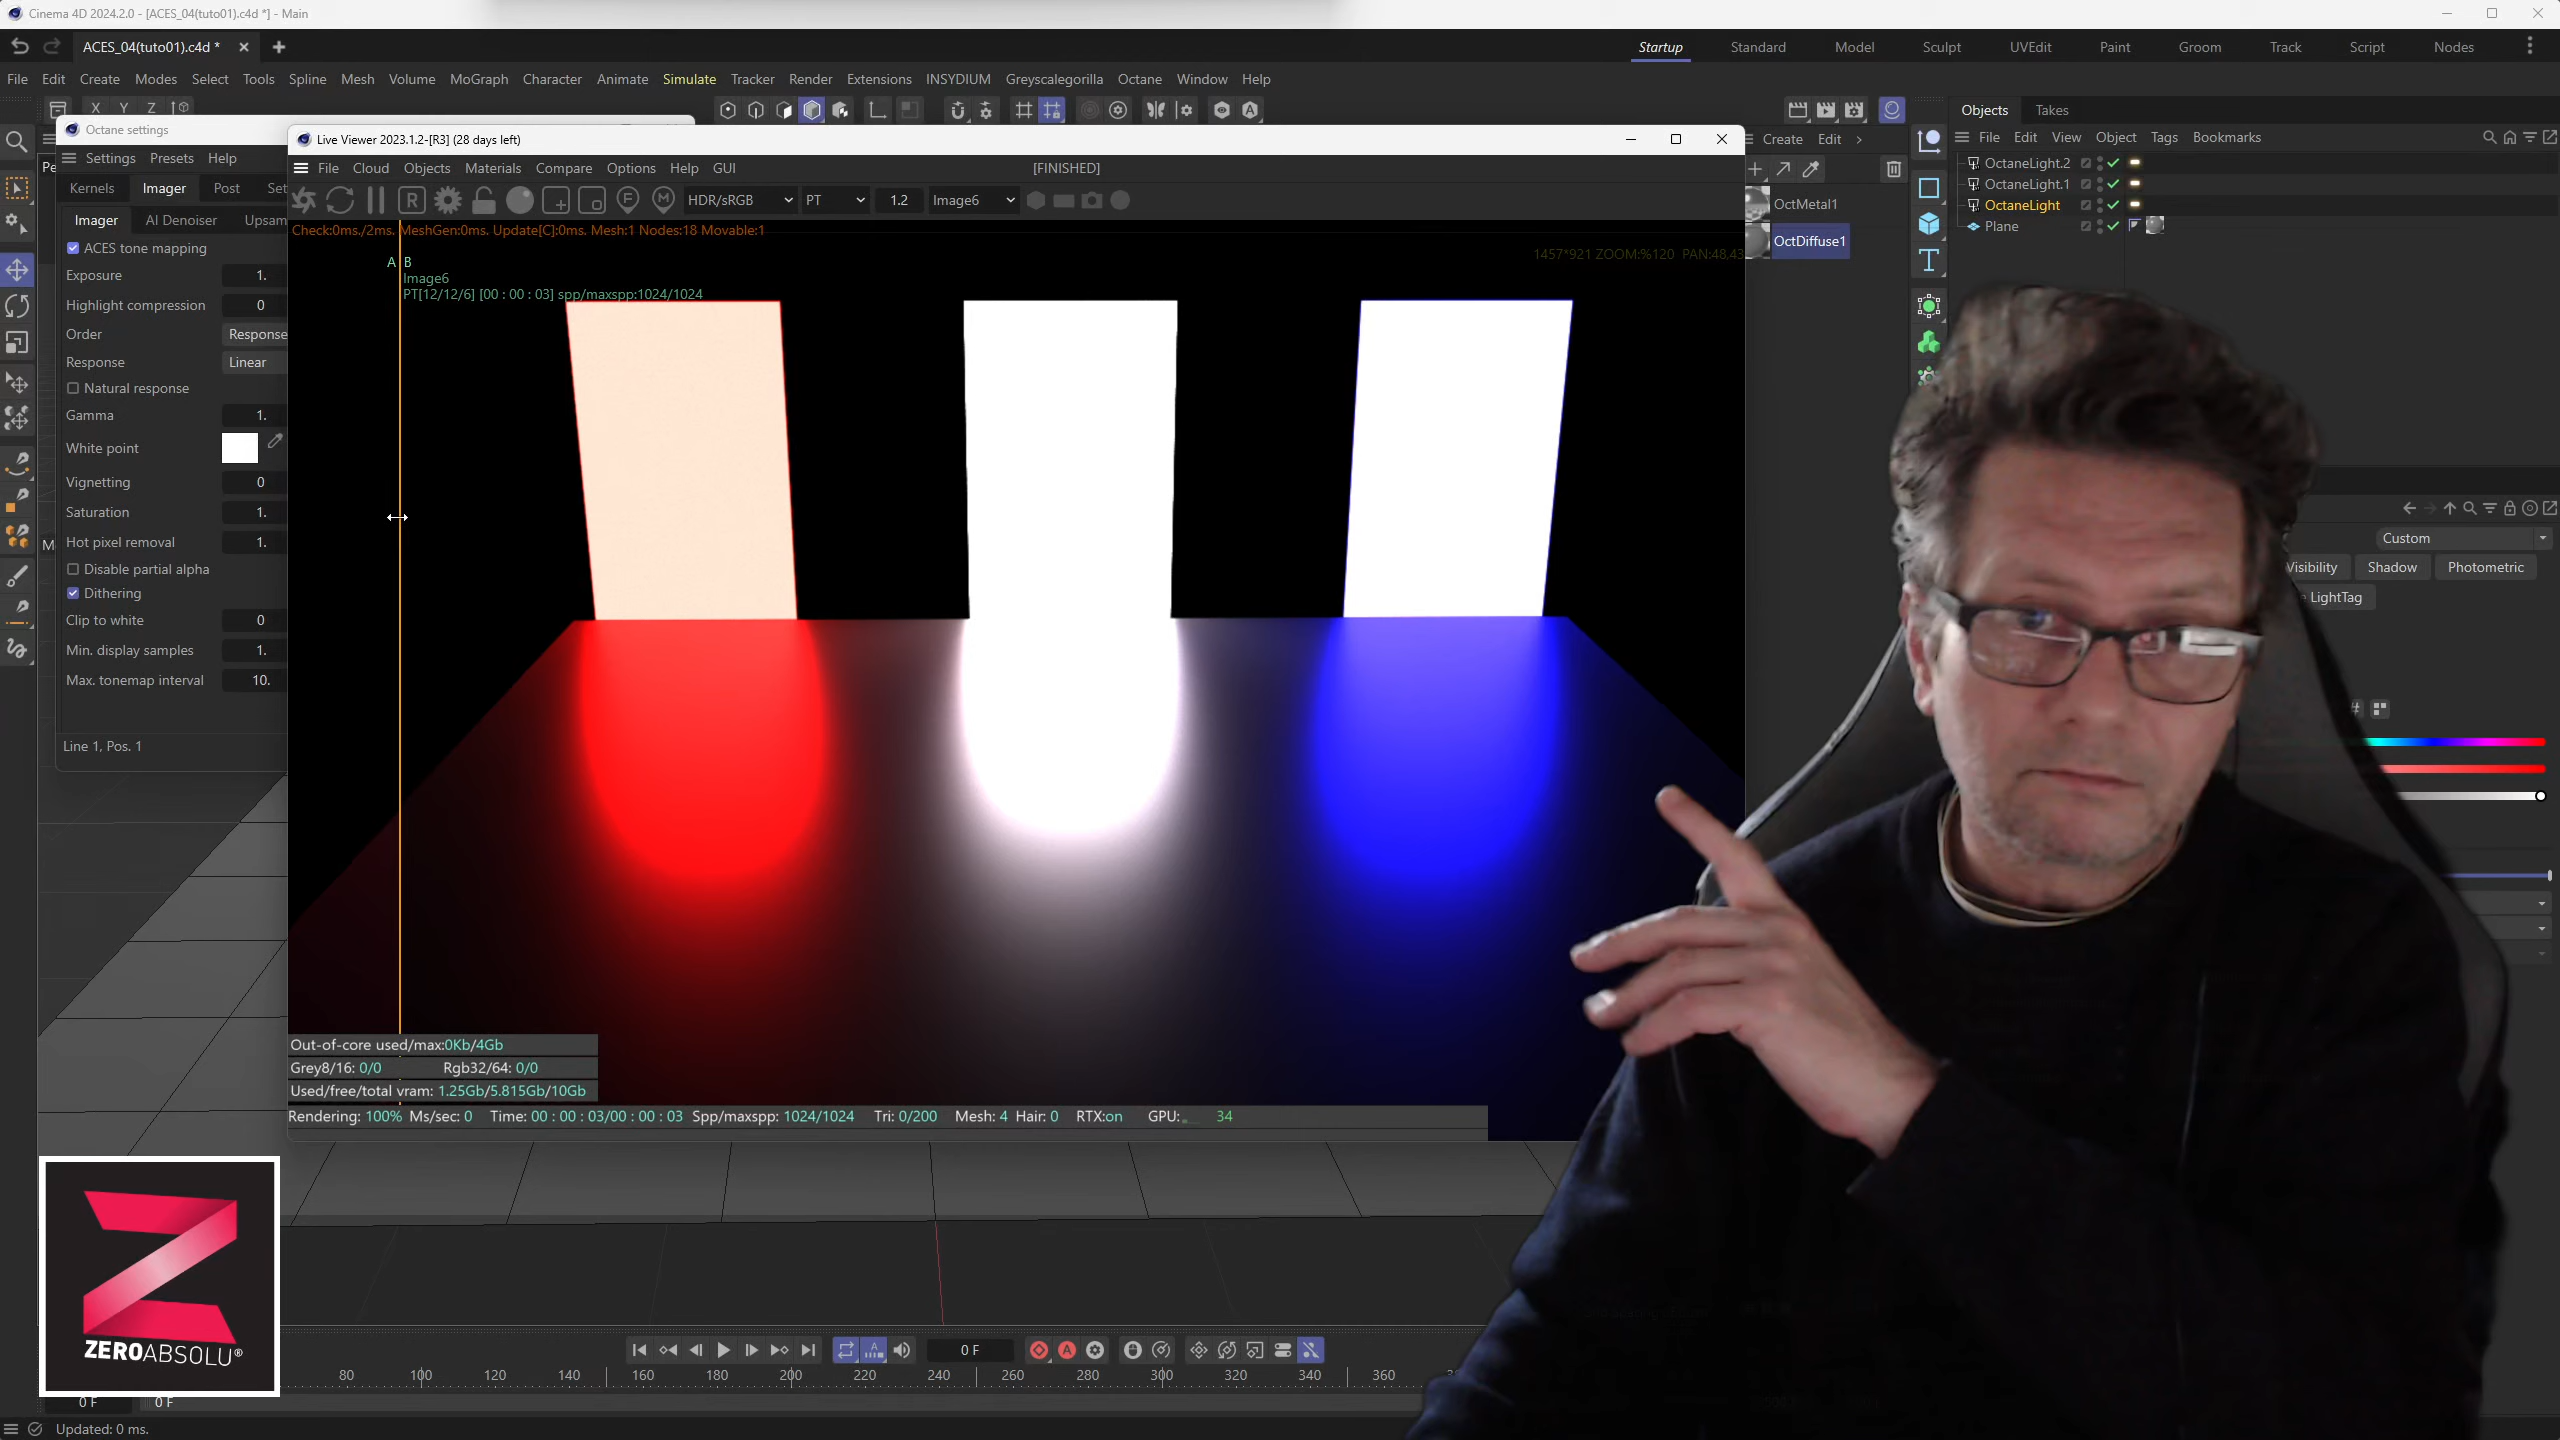 Cinema 4D 2024.2.0 - [ACES_04(tuto01).c4d *] - Main
ACES_04(tuto01).c4d *
Startup Standard Model Sculpt UVEdit Paint Groom Track Script Nodes
File Edit Create Modes Select Tools Spline Mesh Volume MoGraph Character Animate Simulate Tracker Render Extensions INSYDIUM Greyscalegorilla Octane Window Help
X Y Z
Objects Takes
Octane settings
Settings Presets Help
Kernels Imager Post Set
Imager AI Denoiser Upsam
ACES tone mapping
Exposure 1.
Highlight compression 0
Order Response
Response Linear
Natural response
Gamma 1.
White point
Vignetting 0
Saturation 1.
Hot pixel removal 1.
Disable partial alpha
Dithering
Clip to white 0
Min. display samples 1.
Max. tonemap interval 10.
Line 1, Pos. 1
Pe
M
Live Viewer 2023.1.2-[R3] (28 days left)
File Cloud Objects Materials Compare Options Help GUI [FINISHED]
R F M HDR/sRGB PT 1.2 Image6
Check:0ms./2ms. MeshGen:0ms. Update[C]:0ms. Mesh:1 Nodes:18 Movable:1
1457*921 ZOOM:%120 PAN:48,43
A B
Image6
PT[12/12/6] [00 : 00 : 03] spp/maxspp:1024/1024
Out-of-core used/max:0Kb/4Gb
Grey8/16: 0/0 Rgb32/64: 0/0
Used/free/total vram: 1.25Gb/5.815Gb/10Gb
Rendering: 100% Ms/sec: 0 Time: 00 : 00 : 03/00 : 00 : 03 Spp/maxspp: 1024/1024 Tri: 0/200 Mesh: 4 Hair: 0 RTX:on GPU: 34
Create Edit
OctMetal1
OctDiffuse1
File Edit View Object Tags Bookmarks
OctaneLight.2
OctaneLight.1
OctaneLight
Plane
Custom
Visibility Shadow Photometric
LightTag
ZEROABSOLU®
0 F
80 100 120 140 160 180 200 220 240 260 280 300 320 340 360
0 F 0 F
Updated: 0 ms.